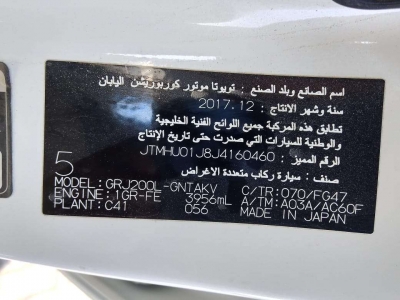 اسم الصانع وبلد الصنع : تويوتا موتور كوربوريشن اليابان
سنة وشهر الانتاج : 2017.12
تطابق هذه المركبة جميع اللوائح الفنية الخليجية
والوطنية للسيارات التي صدرت حتى تاريخ الإنتاج
الرقم المميز : JTMHU01J8J4160460
صنف : سيارة ركاب متعددة الاغراض
5
MODEL: GRJ200L-GNTAKV C/TR: 070/FG47
ENGINE: 1GR-FE 3956mL A/TM: A03A/AC60F
PLANT: C41 056 MADE IN JAPAN